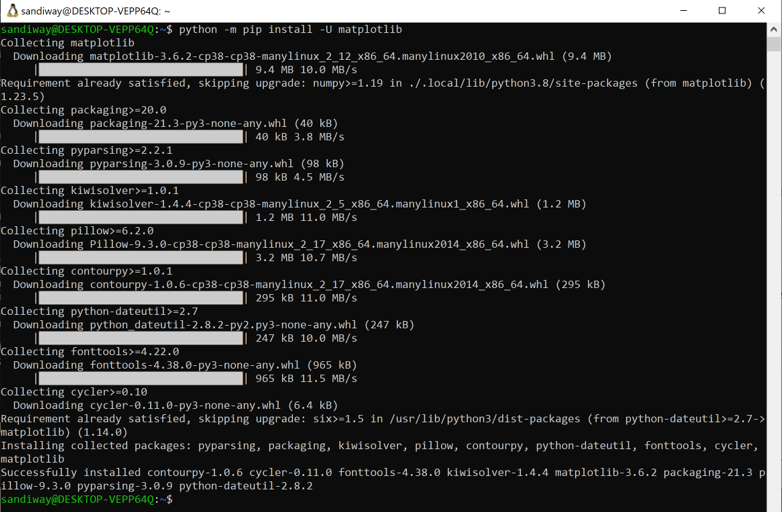 sandiway@DESKTOP-VEPP64Q: ~
sandiway@DESKTOP-VEPP64Q:~$ python -m pip install -U matplotlib
Collecting matplotlib
  Downloading matplotlib-3.6.2-cp38-cp38-manylinux_2_12_x86_64.manylinux2010_x86_64.whl (9.4 MB)
     |████████████████████████████████| 9.4 MB 10.0 MB/s
Requirement already satisfied, skipping upgrade: numpy>=1.19 in ./.local/lib/python3.8/site-packages (from matplotlib) (
1.23.5)
Collecting packaging>=20.0
  Downloading packaging-21.3-py3-none-any.whl (40 kB)
     |████████████████████████████████| 40 kB 3.8 MB/s
Collecting pyparsing>=2.2.1
  Downloading pyparsing-3.0.9-py3-none-any.whl (98 kB)
     |████████████████████████████████| 98 kB 4.5 MB/s
Collecting kiwisolver>=1.0.1
  Downloading kiwisolver-1.4.4-cp38-cp38-manylinux_2_5_x86_64.manylinux1_x86_64.whl (1.2 MB)
     |████████████████████████████████| 1.2 MB 11.0 MB/s
Collecting pillow>=6.2.0
  Downloading Pillow-9.3.0-cp38-cp38-manylinux_2_17_x86_64.manylinux2014_x86_64.whl (3.2 MB)
     |████████████████████████████████| 3.2 MB 10.7 MB/s
Collecting contourpy>=1.0.1
  Downloading contourpy-1.0.6-cp38-cp38-manylinux_2_17_x86_64.manylinux2014_x86_64.whl (295 kB)
     |████████████████████████████████| 295 kB 11.0 MB/s
Collecting python-dateutil>=2.7
  Downloading python_dateutil-2.8.2-py2.py3-none-any.whl (247 kB)
     |████████████████████████████████| 247 kB 10.0 MB/s
Collecting fonttools>=4.22.0
  Downloading fonttools-4.38.0-py3-none-any.whl (965 kB)
     |████████████████████████████████| 965 kB 11.5 MB/s
Collecting cycler>=0.10
  Downloading cycler-0.11.0-py3-none-any.whl (6.4 kB)
Requirement already satisfied, skipping upgrade: six>=1.5 in /usr/lib/python3/dist-packages (from python-dateutil>=2.7->
matplotlib) (1.14.0)
Installing collected packages: pyparsing, packaging, kiwisolver, pillow, contourpy, python-dateutil, fonttools, cycler,
matplotlib
Successfully installed contourpy-1.0.6 cycler-0.11.0 fonttools-4.38.0 kiwisolver-1.4.4 matplotlib-3.6.2 packaging-21.3 p
illow-9.3.0 pyparsing-3.0.9 python-dateutil-2.8.2
sandiway@DESKTOP-VEPP64Q:~$